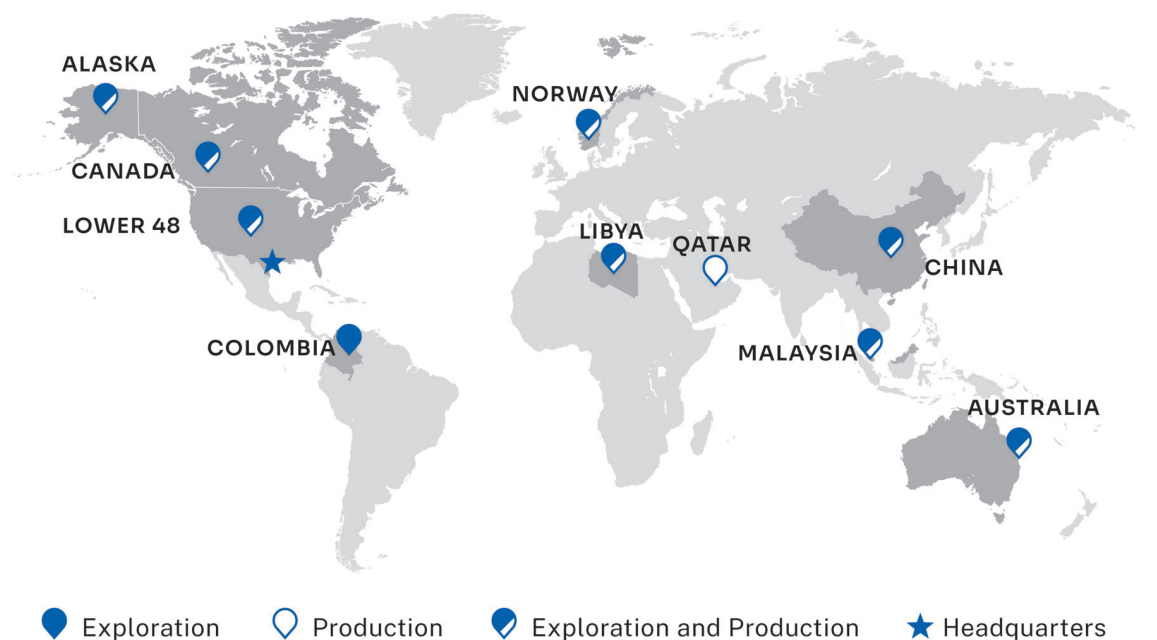 ALASKA
NORWAY
CANADA
LOWER 48
LIBYA
QATAR
CHINA
COLOMBIA
MALAYSIA
AUSTRALIA
Exploration
Production
Exploration and Production
Headquarters